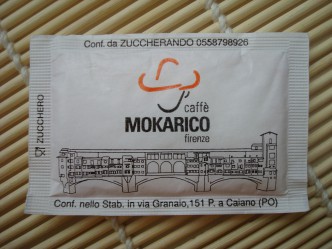 Conf. da ZUCCHERANDO 0558798926
caffè
MOKARICO
firenze
ZUCCHERO
Conf. nello Stab. in via Granaio,151 P. a Caiano (PO)